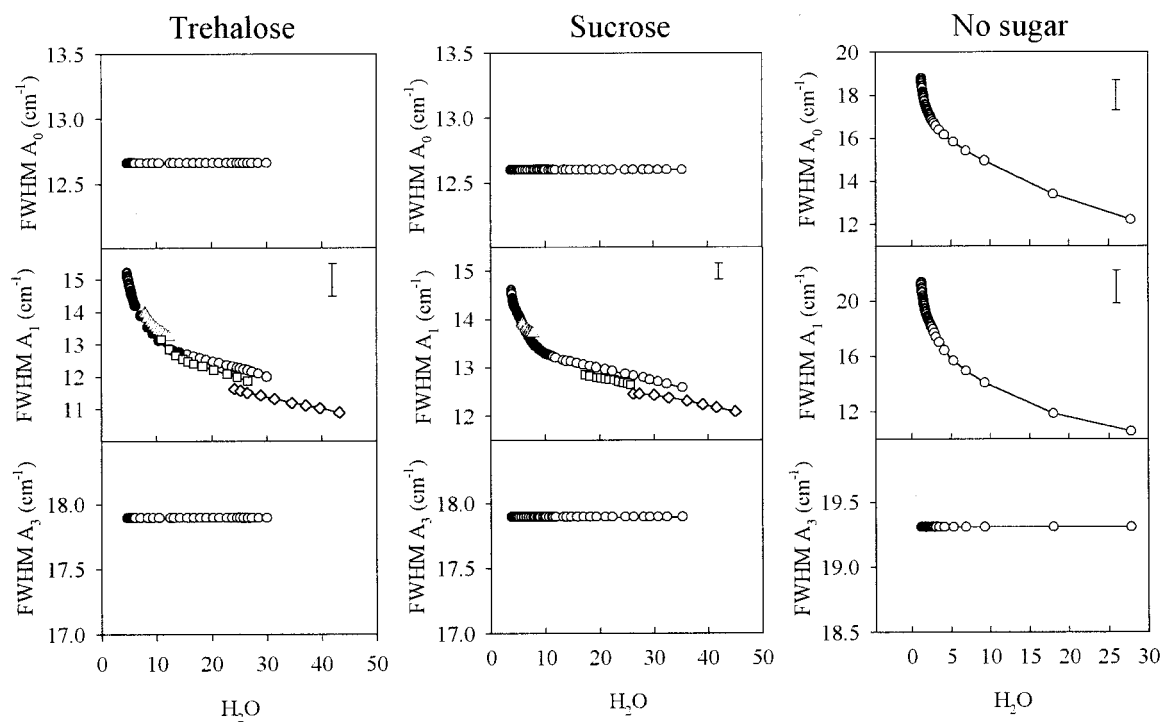 Trehalose
Sucrose
No sugar
FWHM A0 (cm-1)
13.5
13.0
12.5
FWHM A0 (cm-1)
13.5
13.0
12.5
FWHM A0 (cm-1)
20
18
16
14
12
FWHM A1 (cm-1)
15
14
13
12
11
FWHM A1 (cm-1)
15
14
13
12
FWHM A1 (cm-1)
20
16
12
FWHM A3 (cm-1)
18.0
17.5
17.0
FWHM A3 (cm-1)
18.0
17.5
17.0
FWHM A3 (cm-1)
19.5
19.0
18.5
0 10 20 30 40 50
0 10 20 30 40 50
0 5 10 15 20 25 30
H2O
H2O
H2O